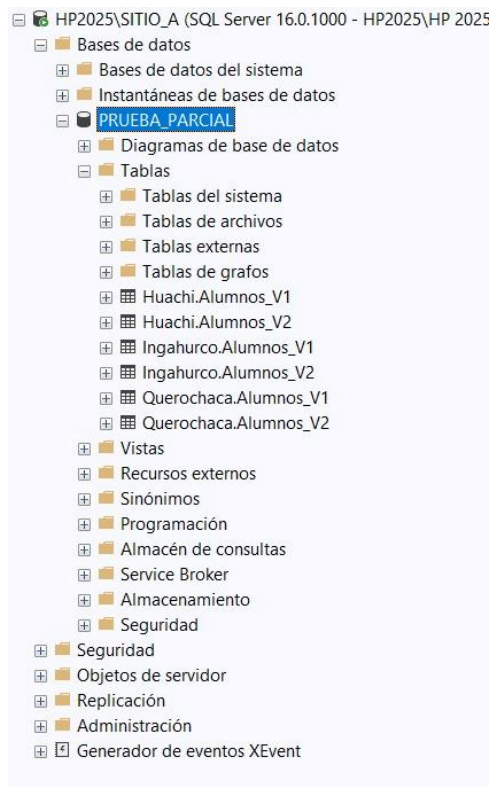 HP2025\SITIO_A (SQL Server 16.0.1000 - HP2025\HP 2025
Bases de datos
Bases de datos del sistema
Instantáneas de bases de datos
PRUEBA_PARCIAL
Diagramas de base de datos
Tablas
Tablas del sistema
Tablas de archivos
Tablas externas
Tablas de grafos
Huachi.Alumnos_V1
Huachi.Alumnos_V2
Ingahurco.Alumnos_V1
Ingahurco.Alumnos_V2
Querochaca.Alumnos_V1
Querochaca.Alumnos_V2
Vistas
Recursos externos
Sinónimos
Programación
Almacén de consultas
Service Broker
Almacenamiento
Seguridad
Seguridad
Objetos de servidor
Replicación
Administración
Generador de eventos XEvent